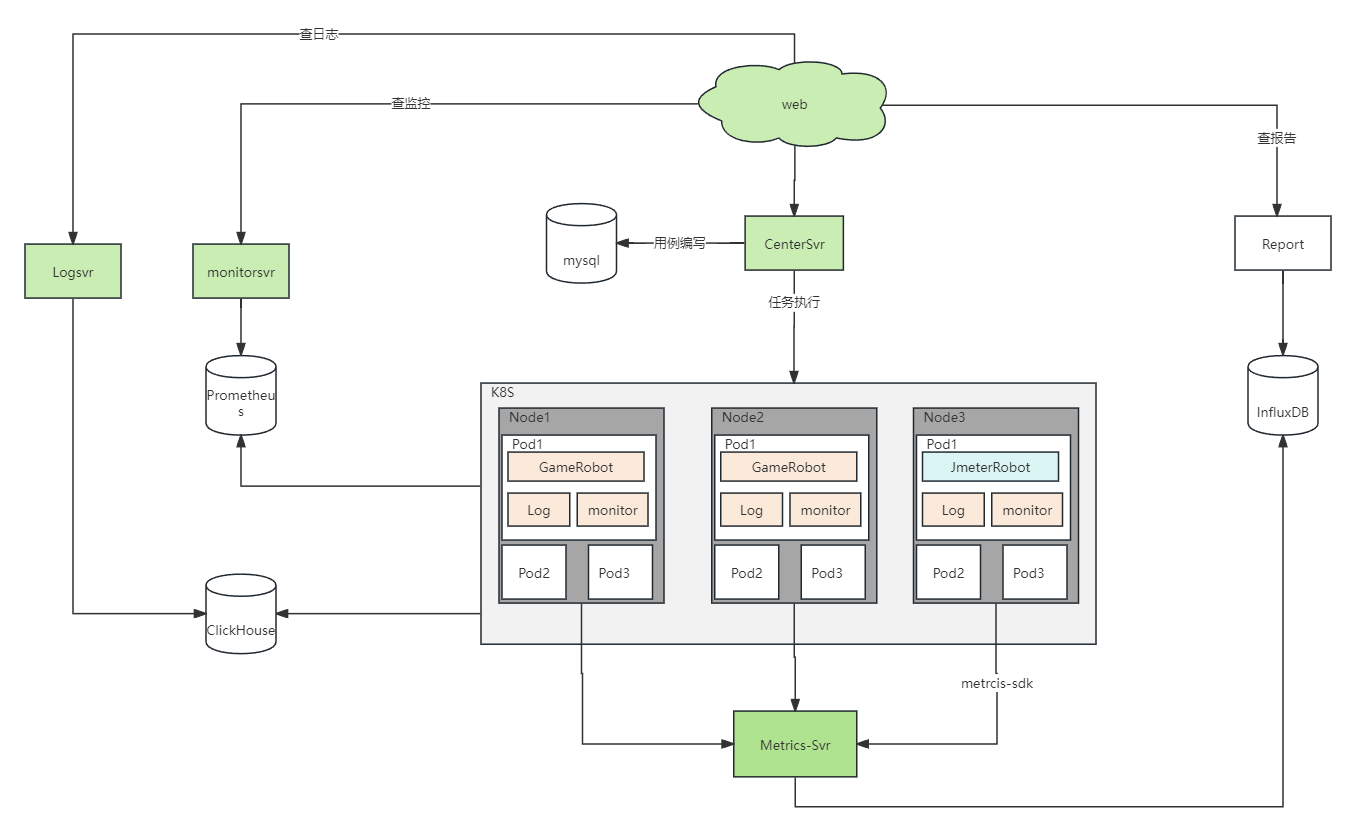 查日志
web
查监控
查报告
mysql
用例编写
CenterSvr
Report
Logsvr
monitorsvr
任务执行
Prometheu
s
InfluxDB
K8S
Node1
Node2
Node3
Pod1
Pod1
Pod1
GameRobot
GameRobot
JmeterRobot
Log
monitor
Log
monitor
Log
monitor
Pod2
Pod3
Pod2
Pod3
Pod2
Pod3
ClickHouse
metrcis-sdk
Metrics-Svr